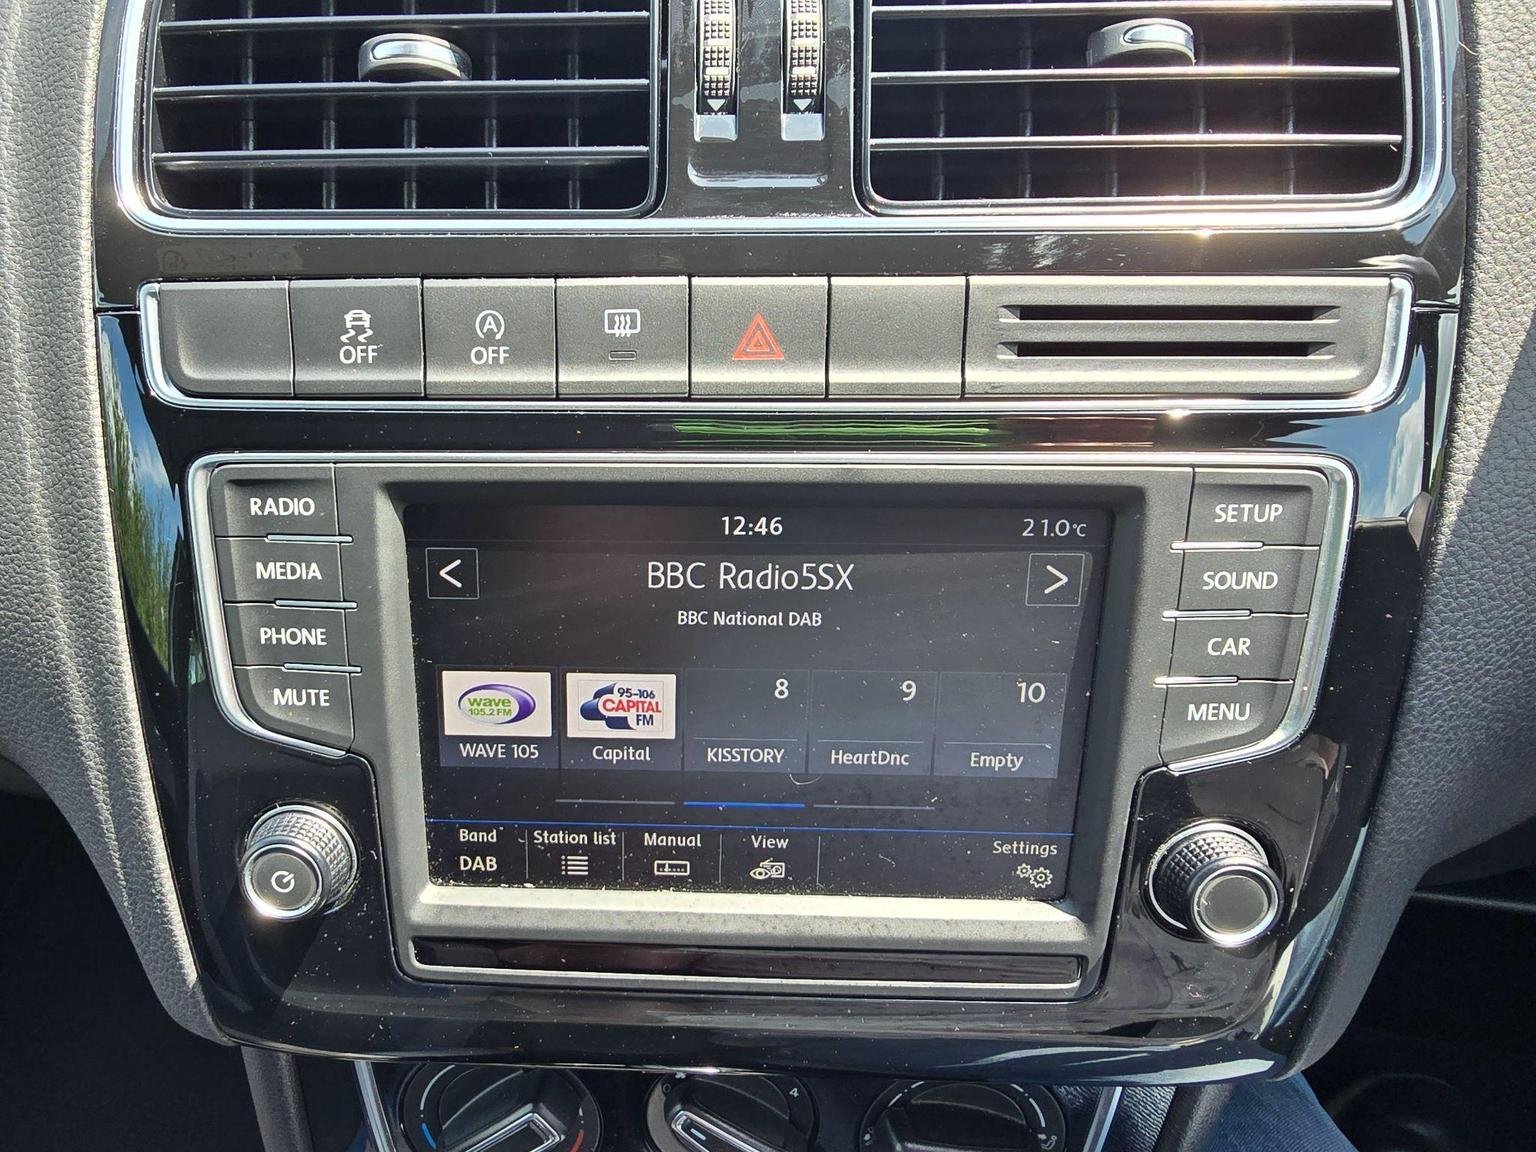 OFF
A
OFF
RADIO
MEDIA
PHONE
MUTE
12:46
21.0°C
<
BBC Radio5SX
>
BBC National DAB
wave
105.2 FM
WAVE 105
95-106
CAPITAL
FM
Capital
8
KISSTORY
9
HeartDnc
10
Empty
Band
DAB
Station list
Manual
View
Settings
SETUP
SOUND
CAR
MENU
4